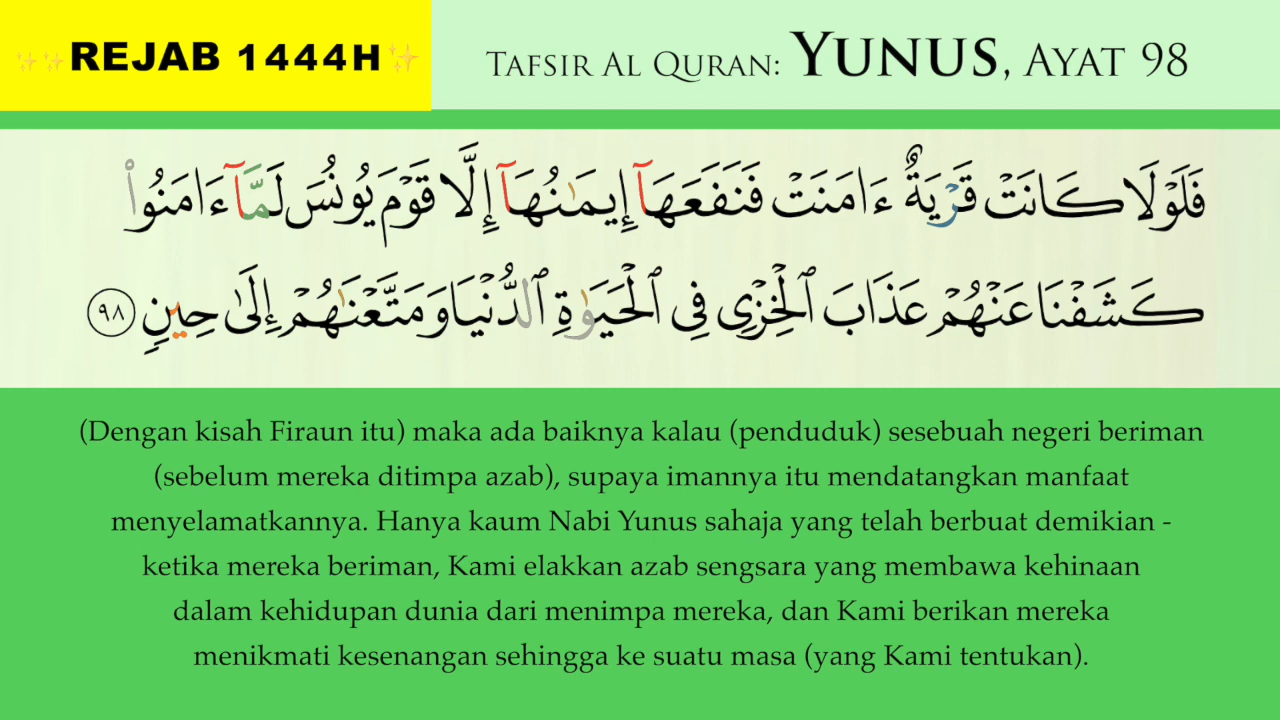 ✨✨REJAB 1444H✨
TAFSIR AL QURAN: YUNUS, AYAT 98
فَلَوْلَا كَانَتْ قَرْيَةٌ ءَامَنَتْ فَنَفَعَهَآ إِيمَـٰنُهَآ إِلَّا قَوْمَ يُونُسَ لَمَّآ ءَامَنُوا۟
كَشَفْنَا عَنْهُمْ عَذَابَ ٱلْخِزْىِ فِى ٱلْحَيَوٰةِ ٱلدُّنْيَا وَمَتَّعْنَـٰهُمْ إِلَىٰ حِينٍ ٩٨
(Dengan kisah Firaun itu) maka ada baiknya kalau (penduduk) sesebuah negeri beriman
(sebelum mereka ditimpa azab), supaya imannya itu mendatangkan manfaat
menyelamatkannya. Hanya kaum Nabi Yunus sahaja yang telah berbuat demikian -
ketika mereka beriman, Kami elakkan azab sengsara yang membawa kehinaan
dalam kehidupan dunia dari menimpa mereka, dan Kami berikan mereka
menikmati kesenangan sehingga ke suatu masa (yang Kami tentukan).